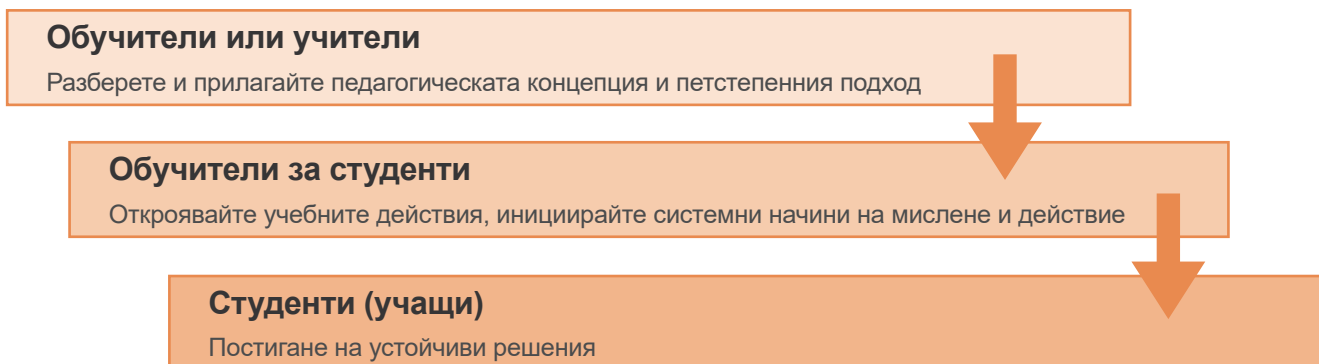 Обучители или учители
Разберете и прилагайте педагогическата концепция и петстепенния подход
Обучители за студенти
Откроявайте учебните действия, инициирайте системни начини на мислене и действие
Студенти (учащи)
Постигане на устойчиви решения